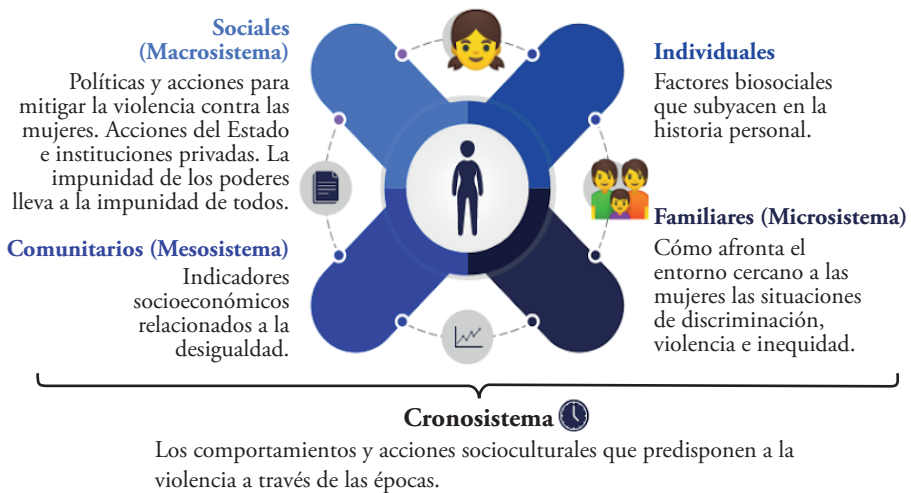 Sociales
(Macrosistema)
Políticas y acciones para
mitigar la violencia contra las
mujeres. Acciones del Estado
e instituciones privadas. La
impunidad de los poderes
lleva a la impunidad de todos.
Individuales
Factores biosociales
que subyacen en la
historia personal.
Comunitarios (Mesosistema)
Indicadores
socioeconómicos
relacionados a la
desigualdad.
Familiares (Microsistema)
Cómo afronta el
entorno cercano a las
mujeres las situaciones
de discriminación,
violencia e inequidad.
Cronosistema
Los comportamientos y acciones socioculturales que predisponen a la
violencia a través de las épocas.